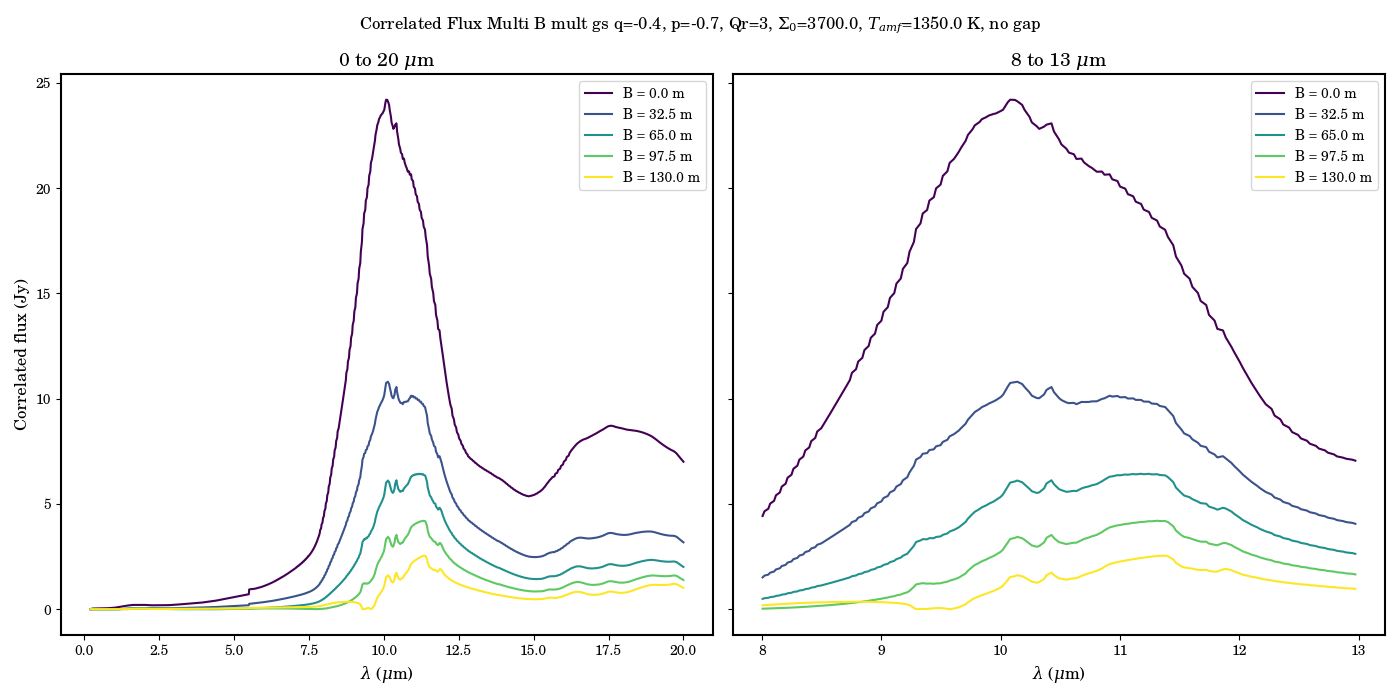 Correlated Flux Multi B mult gs q=-0.4, p=-0.7, Qr=3, Σ₀=3700.0, T_amf=1350.0 K, no gap
0 to 20 μm
8 to 13 μm
25
20
15
10
5
0
Correlated flux (Jy)
B = 0.0 m
B = 32.5 m
B = 65.0 m
B = 97.5 m
B = 130.0 m
B = 0.0 m
B = 32.5 m
B = 65.0 m
B = 97.5 m
B = 130.0 m
0.0 2.5 5.0 7.5 10.0 12.5 15.0 17.5 20.0
8 9 10 11 12 13
λ (μm)
λ (μm)